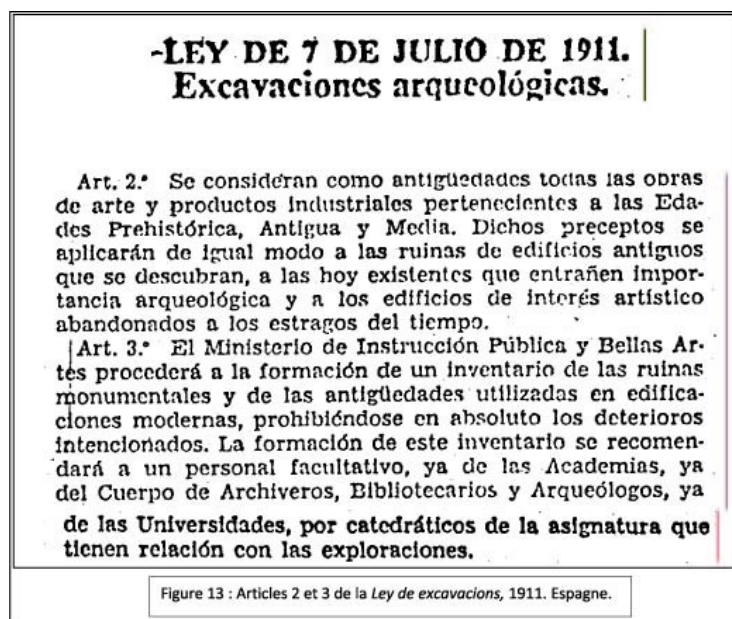 -LEY DE 7 DE JULIO DE 1911.
Excavaciones arqueológicas.
Art. 2.º Se consideran como antigüedades todas las obras
de arte y productos industriales pertenecientes a las Eda-
des Prehistórica, Antigua y Media. Dichos preceptos se
aplicarán de igual modo a las ruinas de edificios antiguos
que se descubran, a las hoy existentes que entrañen impor-
tancia arqueológica y a los edificios de interés artístico
abandonados a los estragos del tiempo.
Art. 3.º El Ministerio de Instrucción Pública y Bellas Ar-
tes procederá a la formación de un inventario de las ruinas
monumentales y de las antigüedades utilizadas en edifica-
ciones modernas, prohibiéndose en absoluto los deterioros
intencionados. La formación de este inventario se recomen-
dará a un personal facultativo, ya de las Academias, ya
del Cuerpo de Archiveros, Bibliotecarios y Arqueólogos, ya
de las Universidades, por catedráticos de la asignatura que
tienen relación con las exploraciones.
Figure 13 : Articles 2 et 3 de la Ley de excavacions, 1911. Espagne.